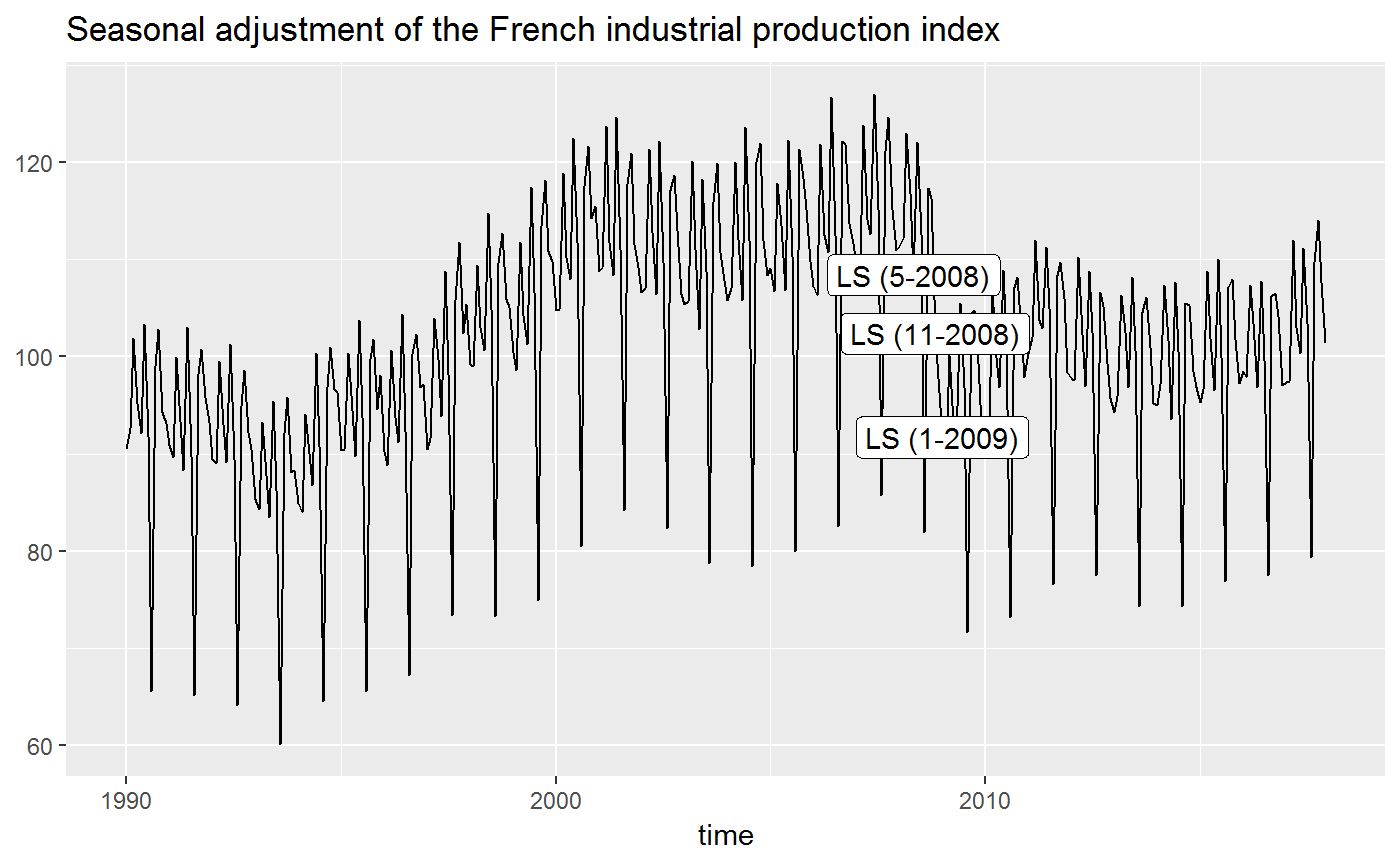 Seasonal adjustment of the French industrial production index
120
100
80
60
LS (5-2008)
LS (11-2008)
LS (1-2009)
1990
2000
2010
time